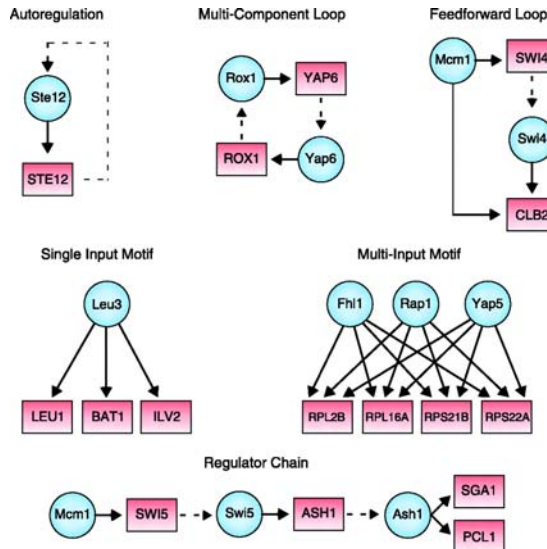 Autoregulation
Multi-Component Loop
Feedforward Loop
Ste12
STE12
Rox1
YAP6
ROX1
Yap6
Mcm1
SWI4
Swi4
CLB2
Single Input Motif
Multi-Input Motif
Leu3
LEU1
BAT1
ILV2
Fhl1
Rap1
Yap5
RPL2B
RPL16A
RPS21B
RPS22A
Regulator Chain
Mcm1
SWI5
Swi5
ASH1
Ash1
SGA1
PCL1